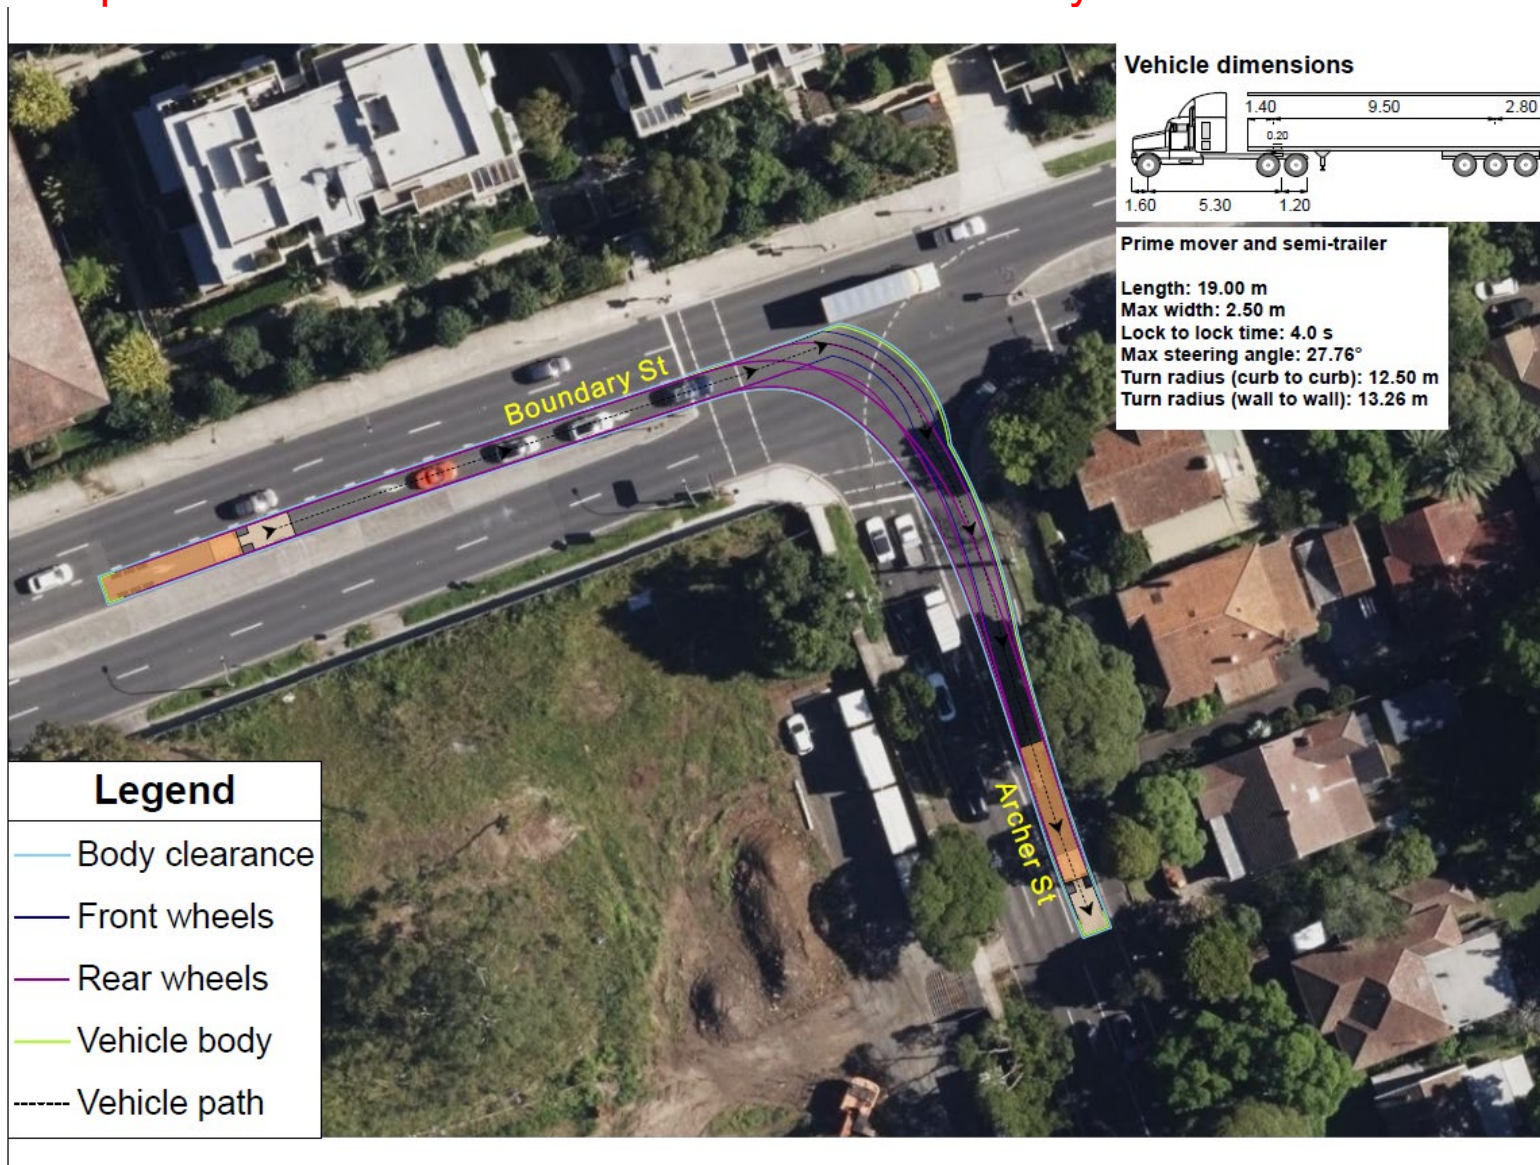 Vehicle dimensions
1.40 9.50 2.80
0.20
1.60 5.30 1.20
Prime mover and semi-trailer
Length: 19.00 m
Max width: 2.50 m
Lock to lock time: 4.0 s
Max steering angle: 27.76°
Turn radius (curb to curb): 12.50 m
Turn radius (wall to wall): 13.26 m
Boundary St
Archer St
Legend
Body clearance
Front wheels
Rear wheels
Vehicle body
Vehicle path